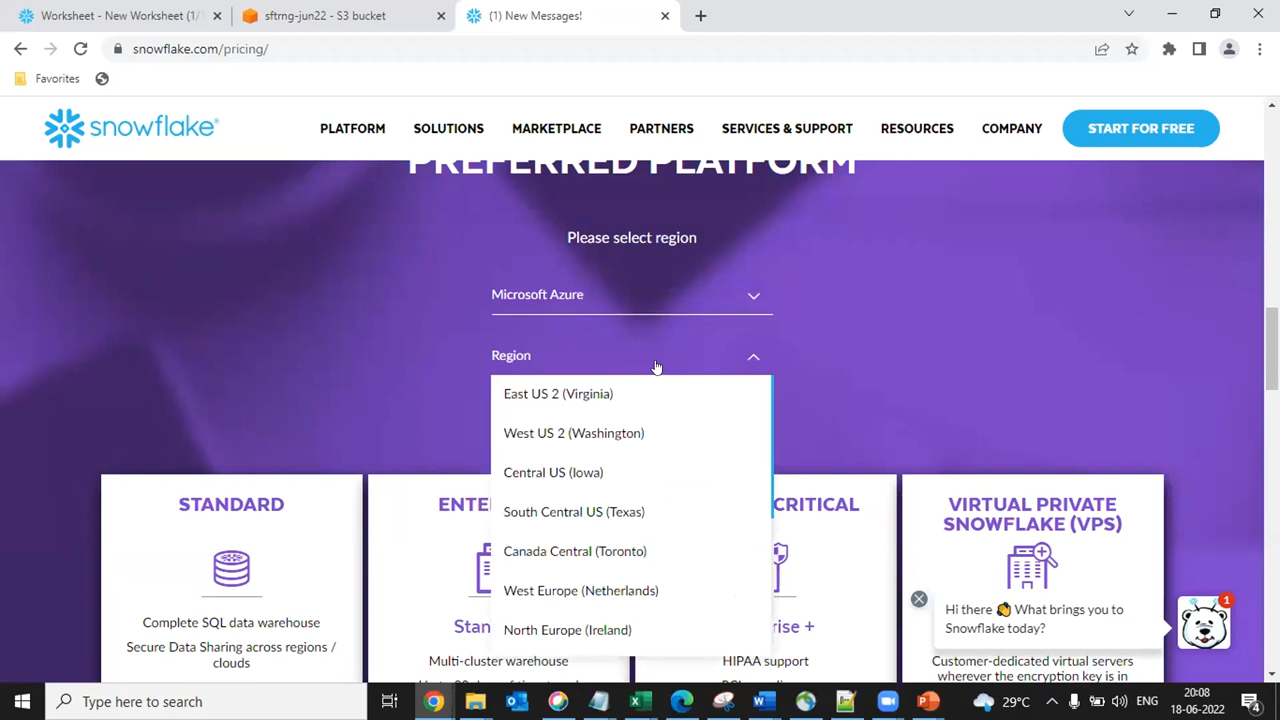 Worksheet - New Worksheet (1/
sftrng-jun22 - S3 bucket
(1) New Messages!
snowflake.com/pricing/
Favorites
snowflake®
PLATFORM
SOLUTIONS
MARKETPLACE
PARTNERS
SERVICES & SUPPORT
RESOURCES
COMPANY
START FOR FREE
PREFERRED PLATFORM
Please select region
Microsoft Azure
Region
East US 2 (Virginia)
West US 2 (Washington)
Central US (Iowa)
South Central US (Texas)
Canada Central (Toronto)
West Europe (Netherlands)
North Europe (Ireland)
STANDARD
Complete SQL data warehouse
Secure Data Sharing across regions /
clouds
ENTE
Stan
Multi-cluster warehouse
CRITICAL
rise +
HIPAA support
VIRTUAL PRIVATE
SNOWFLAKE (VPS)
Customer-dedicated virtual servers
wherever the encryption key is in
Hi there 👋 What brings you to
Snowflake today?
1
Type here to search
29°C
ENG
20:08
18-06-2022
4